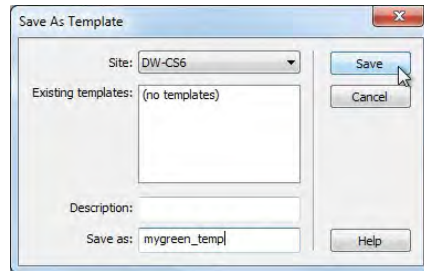 Save As Template
Site: DW-CS6
Save
Existing templates: (no templates)
Cancel
Description:
Save as: mygreen_temp
Help